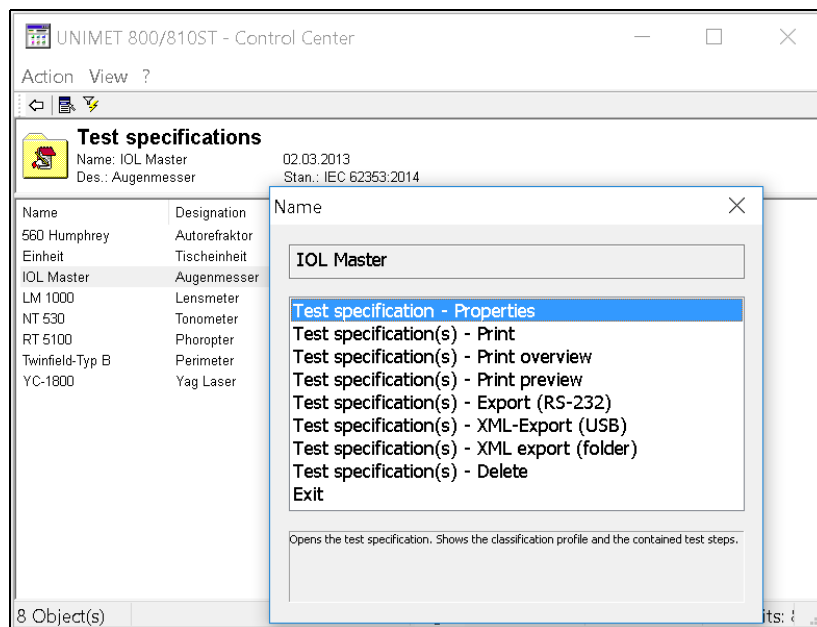 UNIMET 800/810ST - Control Center
Action View ?
Test specifications
Name: IOL Master 02.03.2013
Des.: Augenmesser Stan.: IEC 62353:2014
Name Designation
560 Humphrey Autorefraktor
Einheit Tischeinheit
IOL Master Augenmesser
LM 1000 Lensmeter
NT 530 Tonometer
RT 5100 Phoropter
Twinfield-Typ B Perimeter
YC-1800 Yag Laser
Name
IOL Master
Test specification - Properties
Test specification(s) - Print
Test specification(s) - Print overview
Test specification(s) - Print preview
Test specification(s) - Export (RS-232)
Test specification(s) - XML-Export (USB)
Test specification(s) - XML export (folder)
Test specification(s) - Delete
Exit
Opens the test specification. Shows the classification profile and the contained test steps.
8 Object(s)